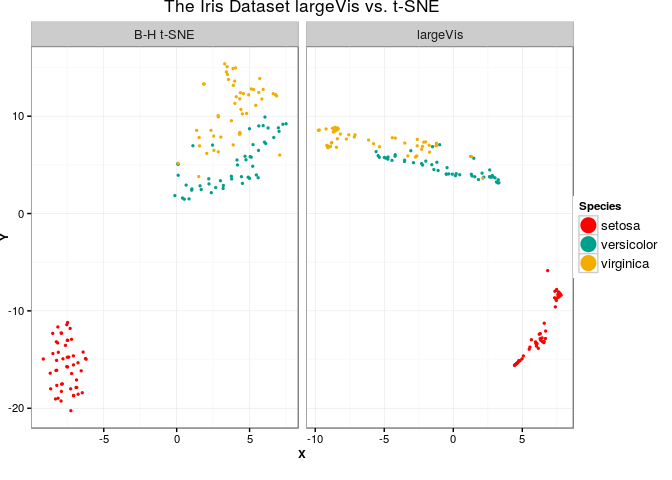 The Iris Dataset largeVis vs. t-SNE
B-H t-SNE
largeVis
10
0
-10
-20
Y
-5
0
5
-10
-5
0
5
X
Species
setosa
versicolor
virginica